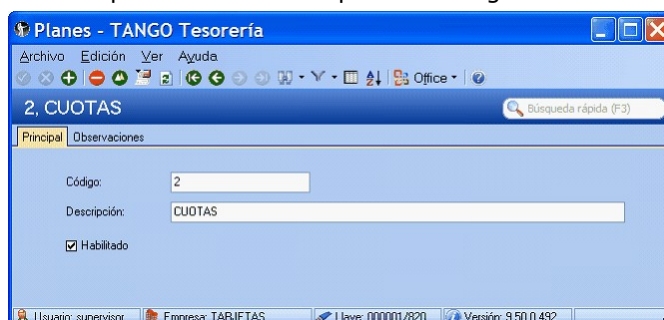 Planes - TANGO Tesorería
Archivo Edición Ver Ayuda
Office
2, CUOTAS
Búsqueda rápida (F3)
Principal Observaciones
Código: 2
Descripción: CUOTAS
Habilitado
Usuario: supervisor Empresa: TARJETAS Llave: 000001/820 Versión: 9.50.0.492